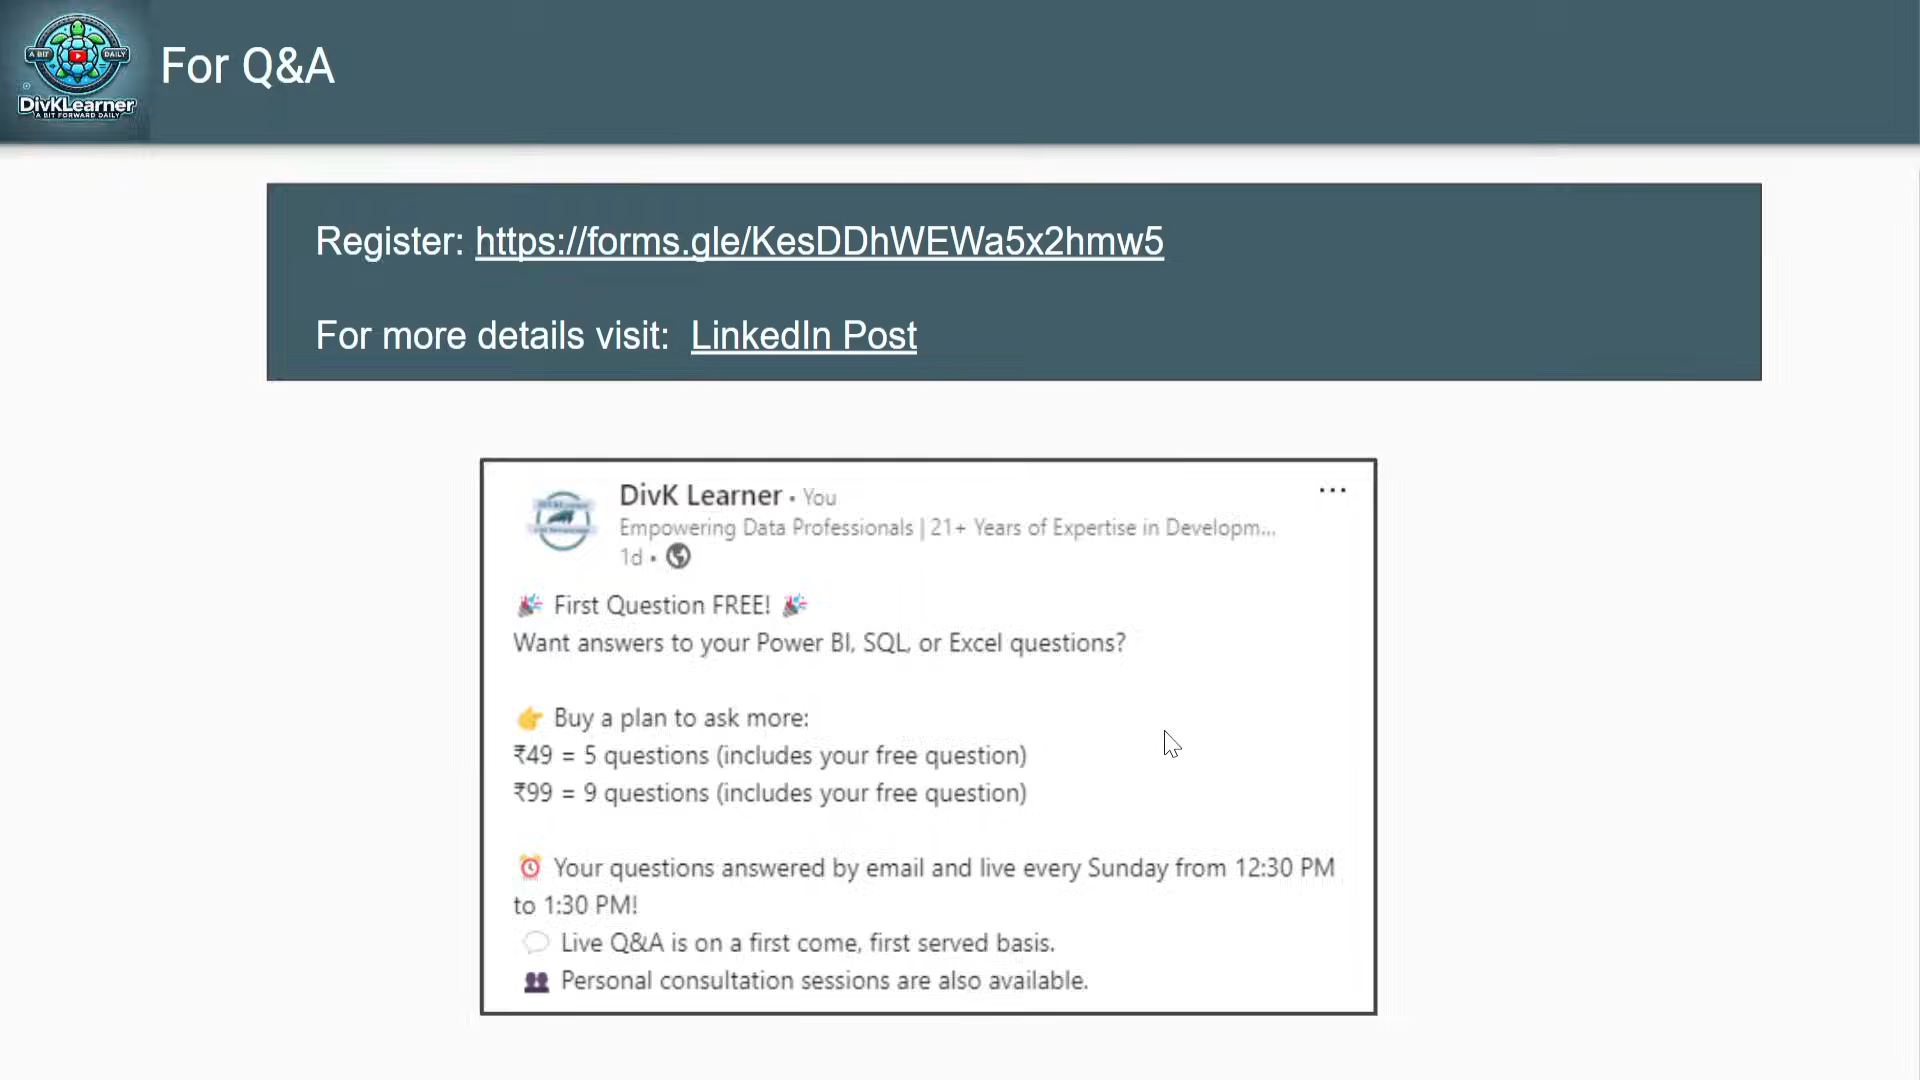 A BIT DAILY
DivKLearner
A BIT FORWARD DAILY
For Q&A
Register: https://forms.gle/KesDDhWEWa5x2hmw5
For more details visit: LinkedIn Post
DivK Learner • You
Empowering Data Professionals | 21+ Years of Expertise in Developm...
1d •
🎉 First Question FREE! 🎉
Want answers to your Power BI, SQL, or Excel questions?
👉 Buy a plan to ask more:
₹49 = 5 questions (includes your free question)
₹99 = 9 questions (includes your free question)
⏰ Your questions answered by email and live every Sunday from 12:30 PM
to 1:30 PM!
💬 Live Q&A is on a first come, first served basis.
👥 Personal consultation sessions are also available.